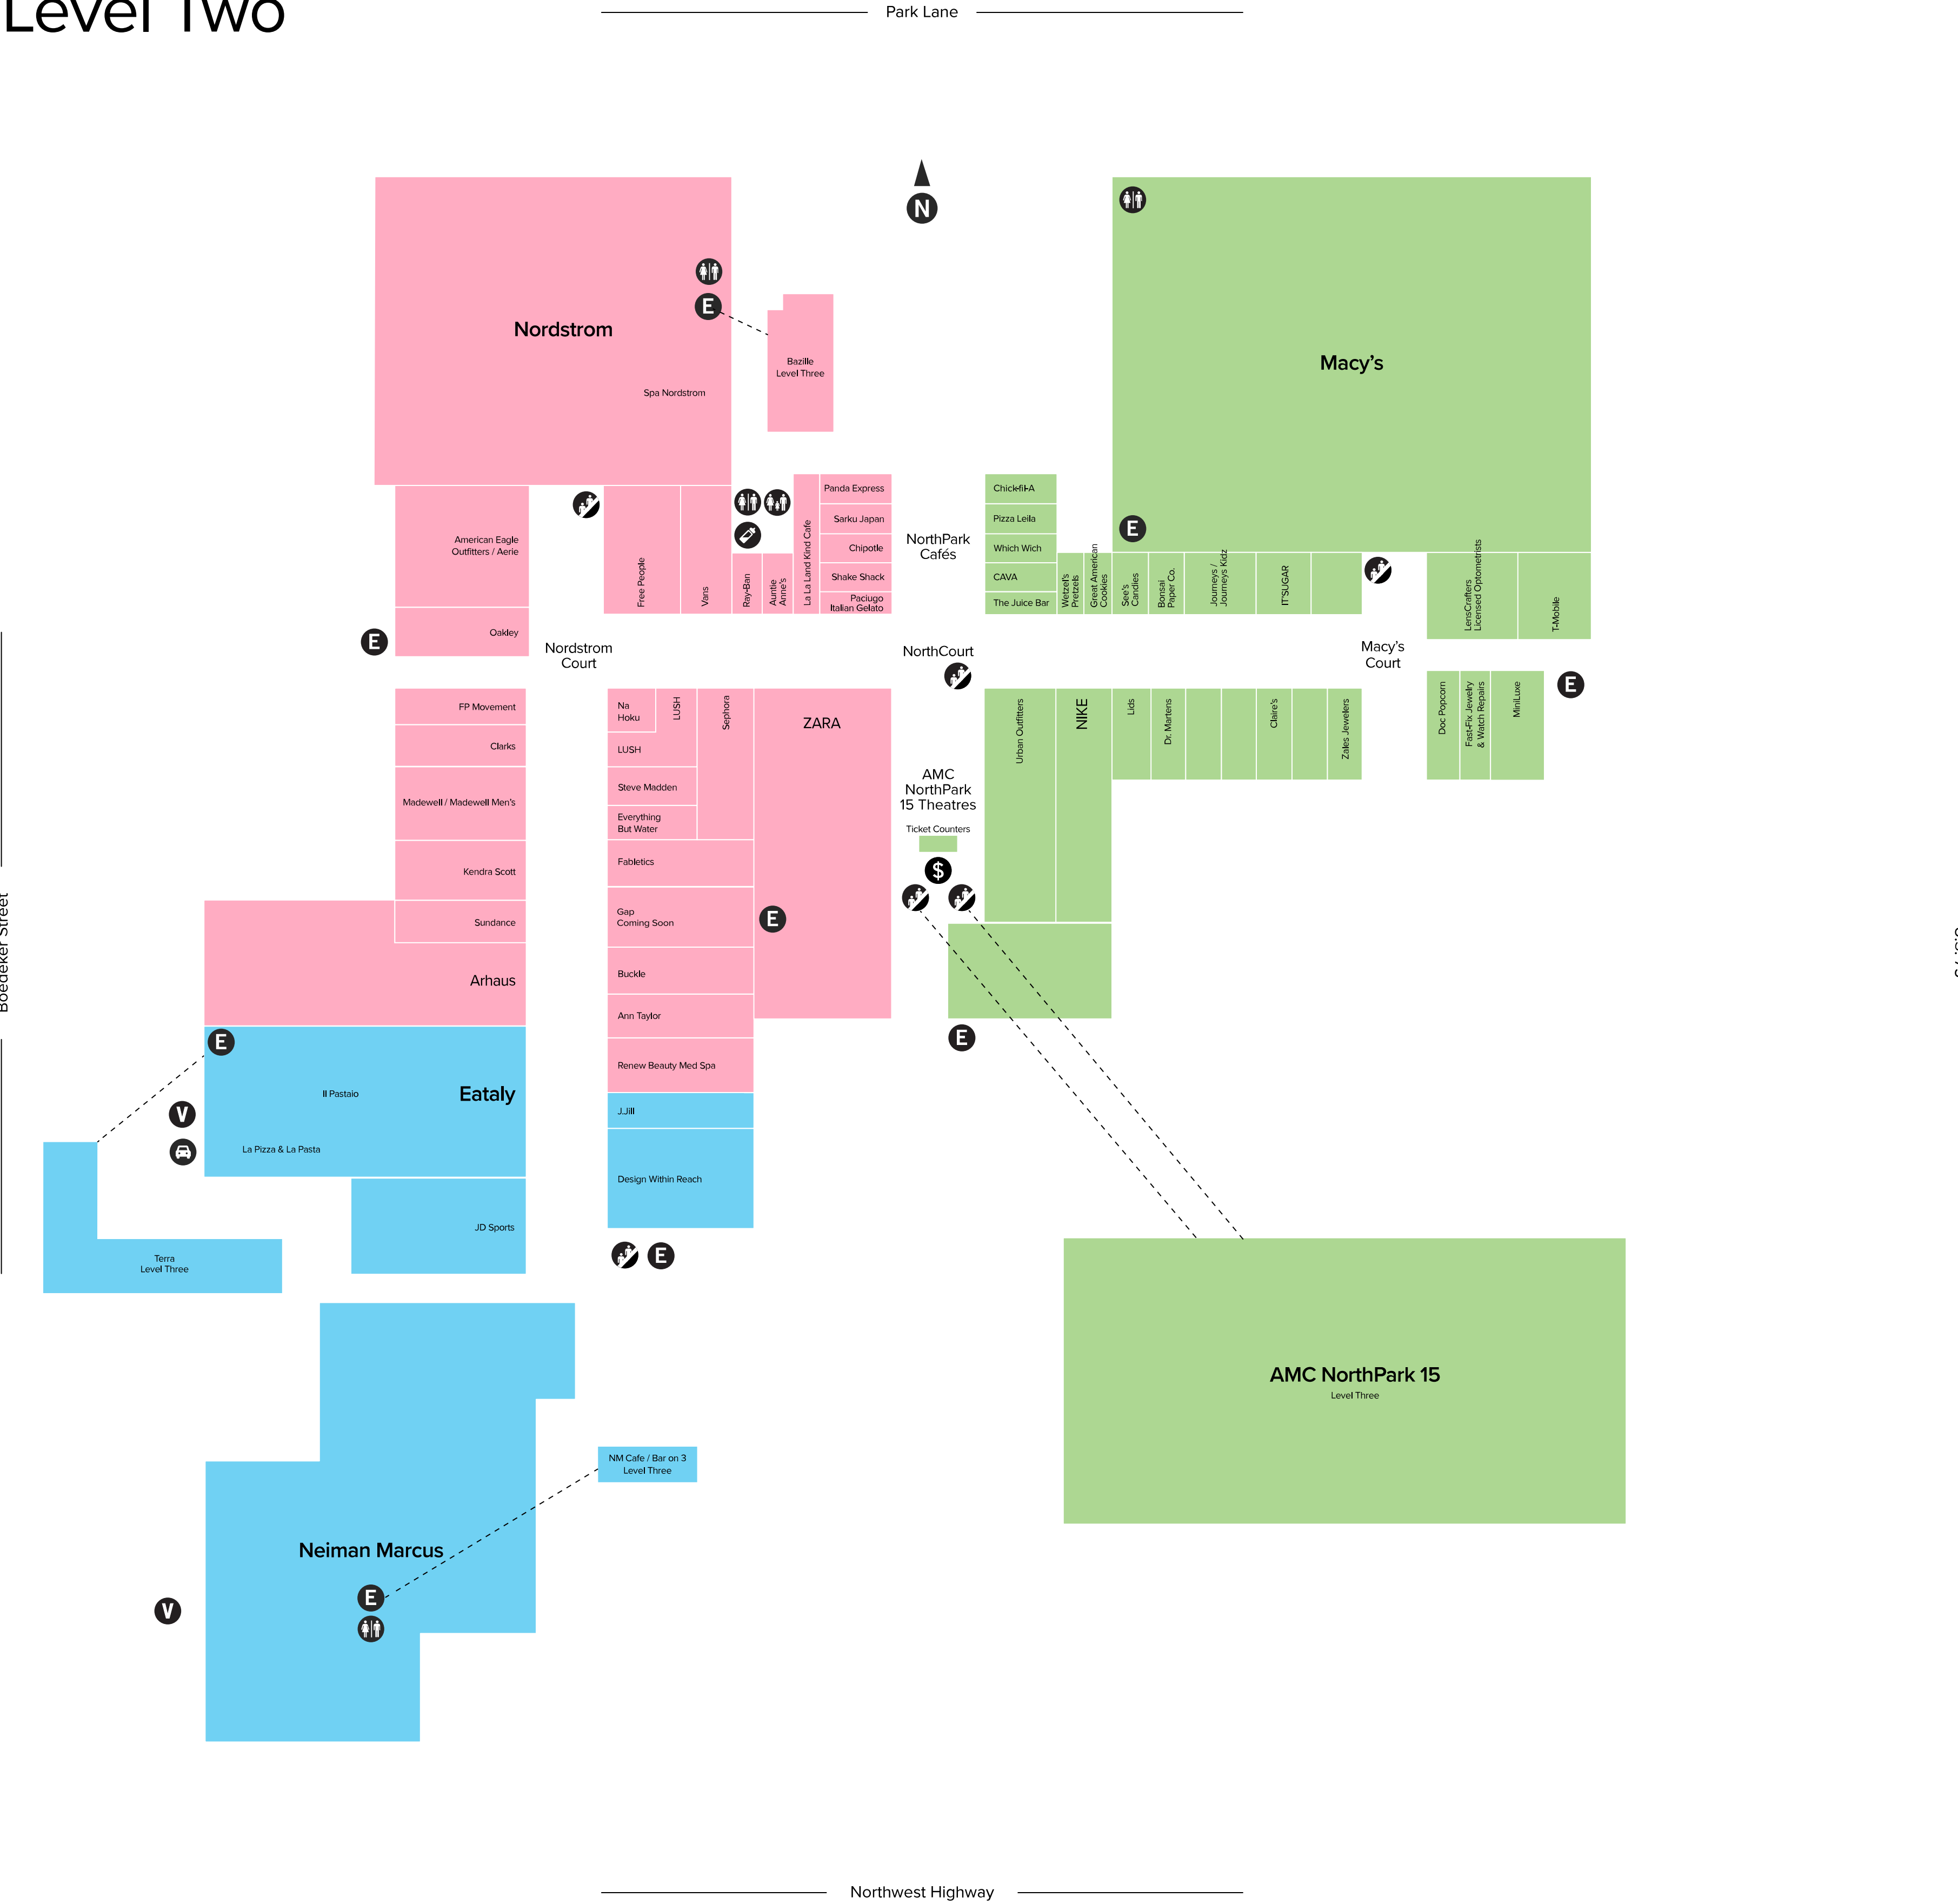 Level Two
Park Lane
N
Nordstrom
E
Spa Nordstrom
Bazille
Level Three
Macy's
E
American Eagle
Outfitters / Aerie
Oakley
E
Free People
Vans
Ray-Ban
Auntie
Anne's
La La Land Kind Cafe
Panda Express
Sarku Japan
Chipotle
Shake Shack
Paciugo
Italian Gelato
NorthPark
Cafés
Chick-fil-A
Pizza Leila
Which Wich
CAVA
The Juice Bar
Wetzel's
Pretzels
Great American
Cookies
See's
Candies
Bonsai
Paper Co.
Journeys /
Journeys Kidz
IT'SUGAR
LensCrafters
Licensed Optometrists
T-Mobile
Nordstrom
Court
NorthCourt
Macy's
Court
FP Movement
Clarks
Madewell / Madewell Men's
Kendra Scott
Sundance
Arhaus
Na
Hoku
LUSH
LUSH
Sephora
Steve Madden
Everything
But Water
Fabletics
Gap
Coming Soon
Buckle
Ann Taylor
Renew Beauty Med Spa
J.Jill
Design Within Reach
ZARA
E
AMC
NorthPark
15 Theatres
Ticket Counters
$
E
Urban Outfitters
NIKE
Lids
Dr. Martens
Claire's
Zales Jewelers
Doc Popcorn
Fast-Fix Jewelry
& Watch Repairs
MiniLuxe
E
Boedeker Street
E
Il Pastaio
Eataly
La Pizza & La Pasta
V
JD Sports
Terra
Level Three
E
AMC NorthPark 15
Level Three
NM Cafe / Bar on 3
Level Three
Neiman Marcus
E
V
Northwest Highway